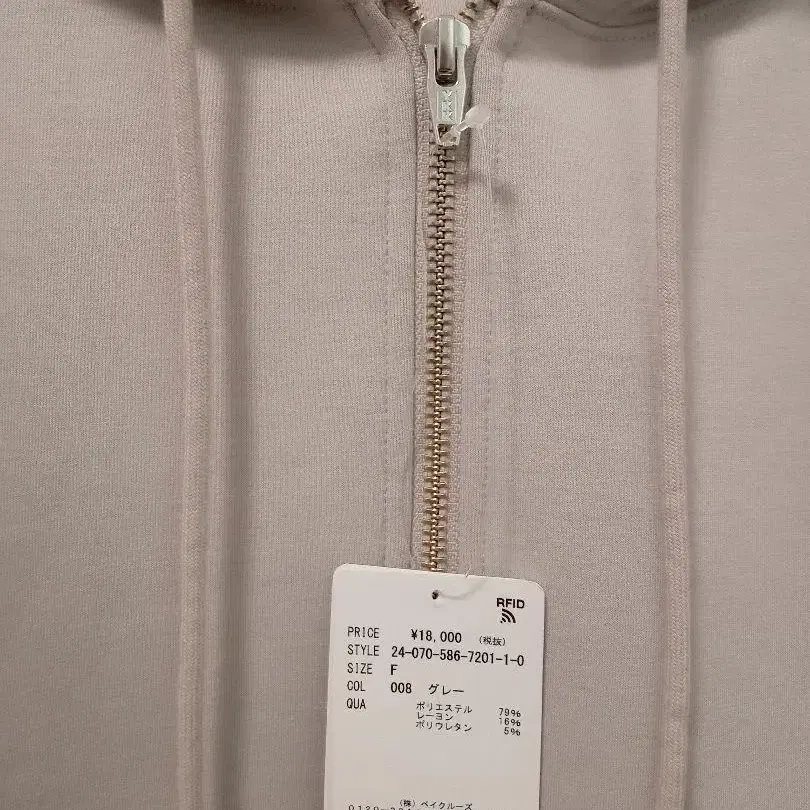 RFID
PRICE ¥18,000 (税抜)
STYLE 24-070-586-7201-1-0
SIZE F
COL 008 グレー
QUA ポリエステル 79%
レーヨン 16%
ポリウレタン 5%
(株) ベイクルーズ